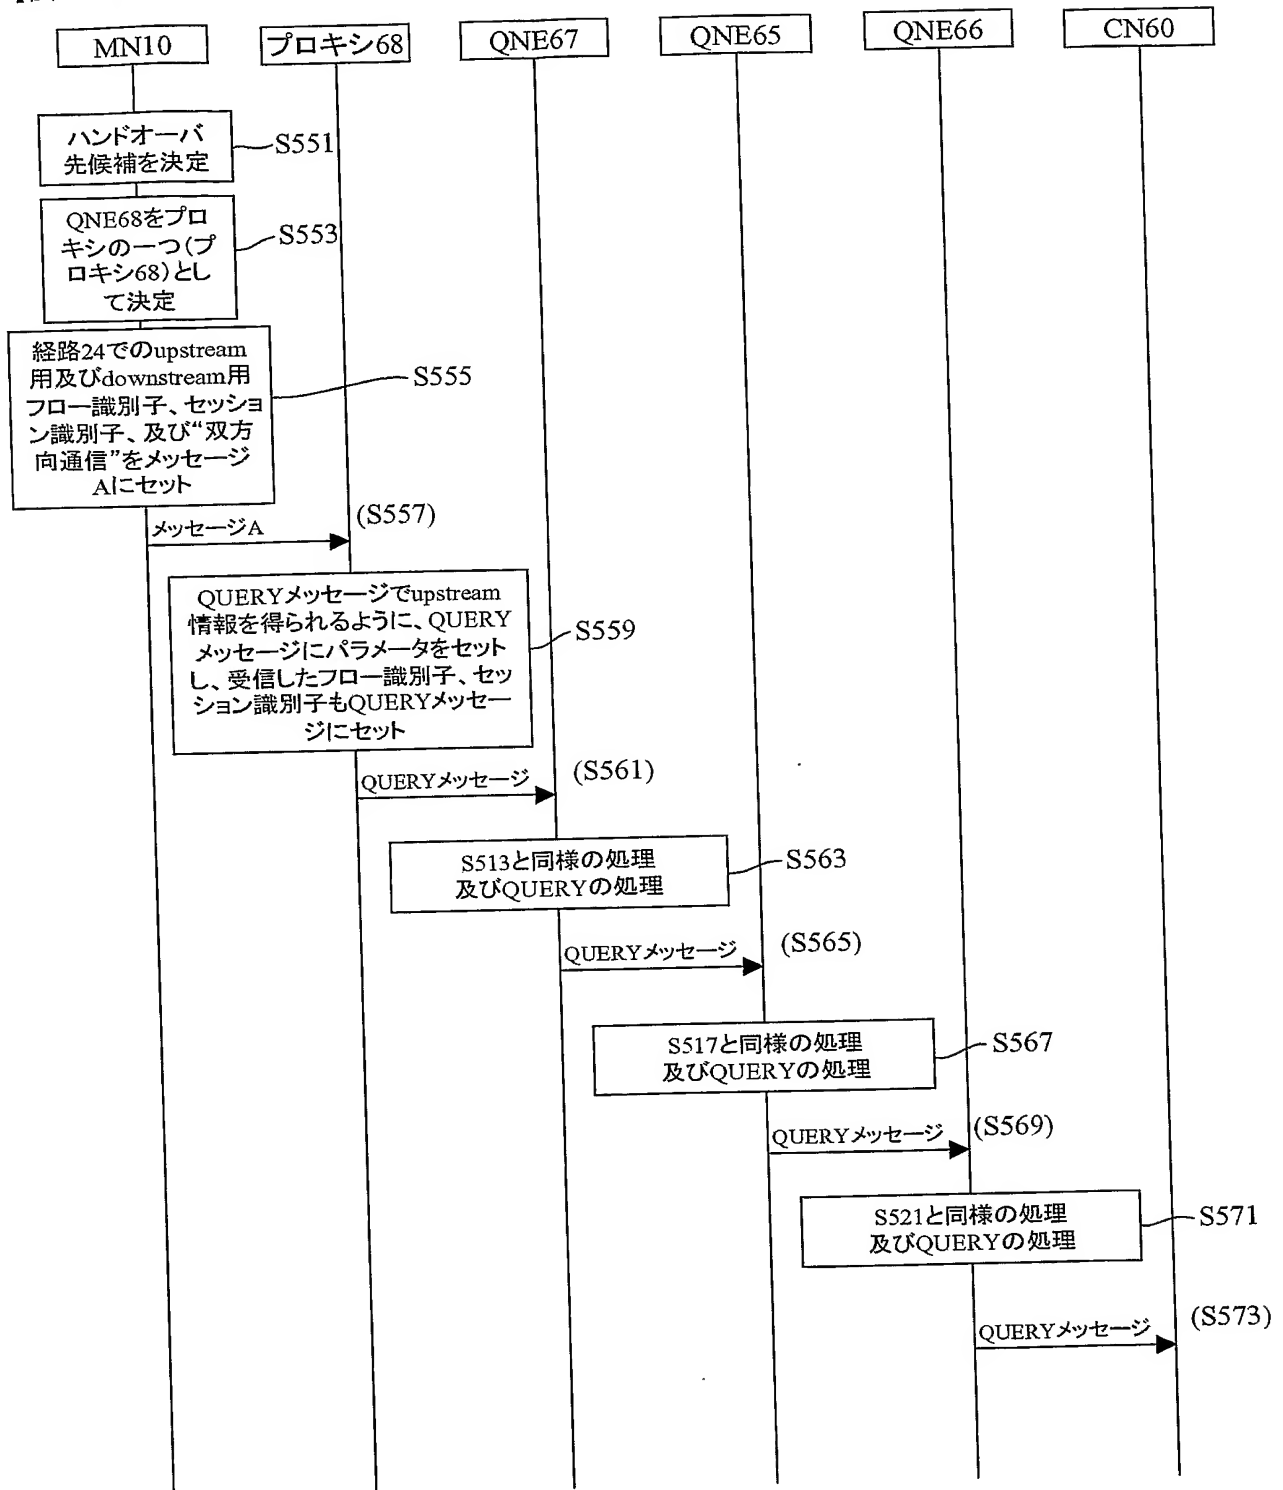 MN10
プロキシ68
QNE67
QNE65
QNE66
CN60
ハンドオーバ
先候補を決定
S551
QNE68をプロ
キシの一つ(プ
ロキシ68)とし
て決定
S553
経路24でのupstream
用及びdownstream用
フロー識別子、セッショ
ン識別子、及び“双方
向通信”をメッセージ
Aにセット
S555
メッセージA
(S557)
QUERYメッセージでupstream
情報を得られるように、QUERY
メッセージにパラメータをセット
し、受信したフロー識別子、セッ
ション識別子もQUERYメッセー
ジにセット
S559
QUERYメッセージ
(S561)
S513と同様の処理
及びQUERYの処理
S563
QUERYメッセージ
(S565)
S517と同様の処理
及びQUERYの処理
S567
QUERYメッセージ
(S569)
S521と同様の処理
及びQUERYの処理
S571
QUERYメッセージ
(S573)